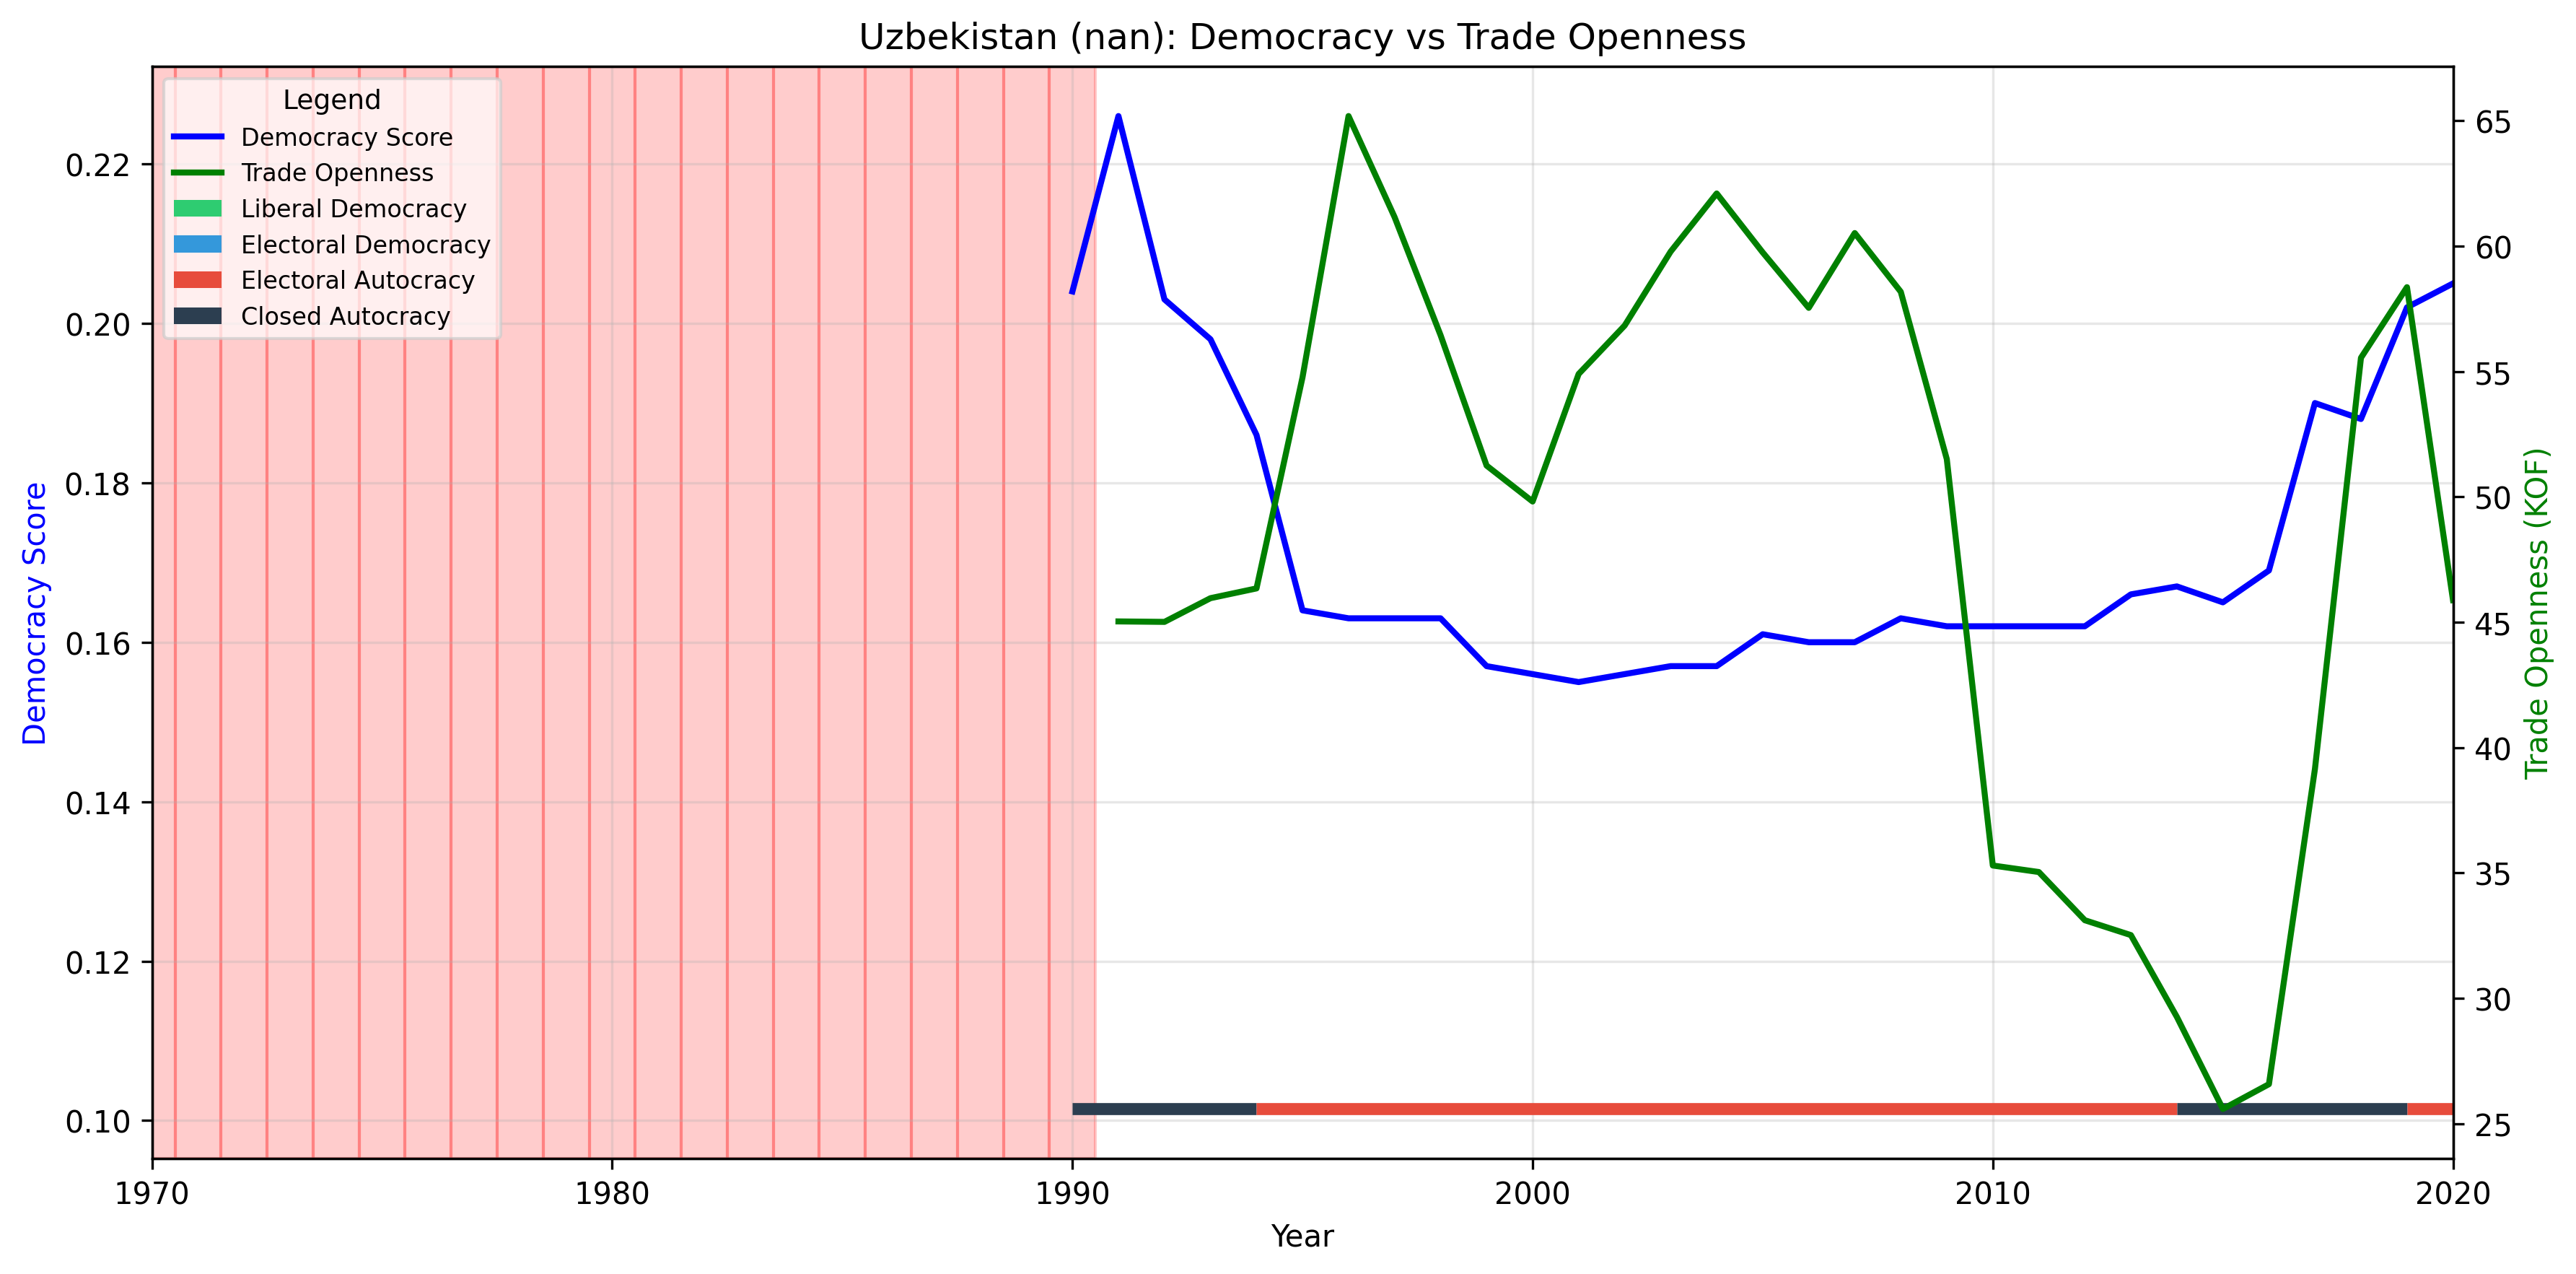 Uzbekistan (nan): Democracy vs Trade Openness
Legend
Democracy Score
Trade Openness
Liberal Democracy
Electoral Democracy
Electoral Autocracy
Closed Autocracy
Democracy Score
0.22
0.20
0.18
0.16
0.14
0.12
0.10
65
60
55
50
45
40
35
30
25
Trade Openness (KOF)
1970
1980
1990
2000
2010
2020
Year